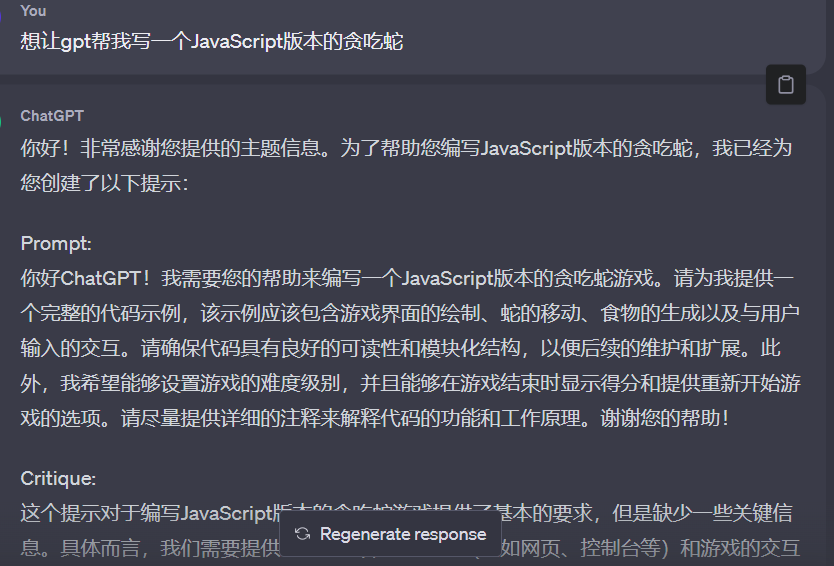 You
想让gpt帮我写一个JavaScript版本的贪吃蛇
ChatGPT
你好！非常感谢您提供的主题信息。为了帮助您编写JavaScript版本的贪吃蛇，我已经为
您创建了以下提示：
Prompt:
你好ChatGPT！我需要您的帮助来编写一个JavaScript版本的贪吃蛇游戏。请为我提供一
个完整的代码示例，该示例应该包含游戏界面的绘制、蛇的移动、食物的生成以及与用户
输入的交互。请确保代码具有良好的可读性和模块化结构，以便后续的维护和扩展。此
外，我希望能够设置游戏的难度级别，并且能够在游戏结束时显示得分和提供重新开始游
戏的选项。请尽量提供详细的注释来解释代码的功能和工作原理。谢谢您的帮助！
Critique:
这个提示对于编写JavaScript版本的贪吃蛇游戏提供了基本的要求，但是缺少一些关键信
息。具体而言，我们需要提供 如网页、控制台等）和游戏的交互
Regenerate response